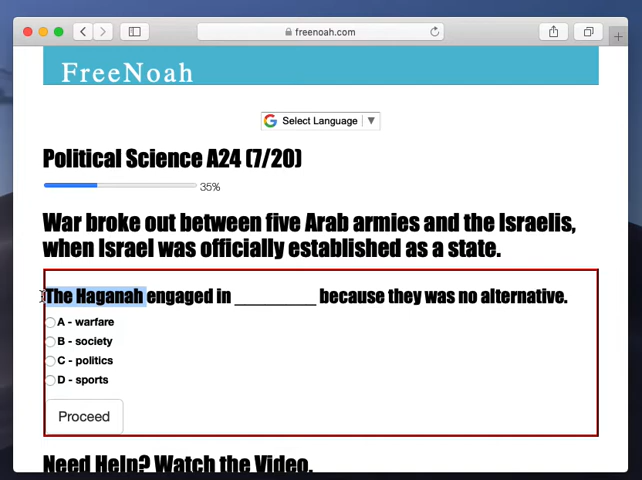 freenoah.com
FreeNoah
Select Language ▼
Political Science A24 (7/20)
35%
War broke out between five Arab armies and the Israelis,
when Israel was officially established as a state.
The Haganah engaged in ________ because they was no alternative.
A - warfare
B - society
C - politics
D - sports
Proceed
Need Help? Watch the Video.